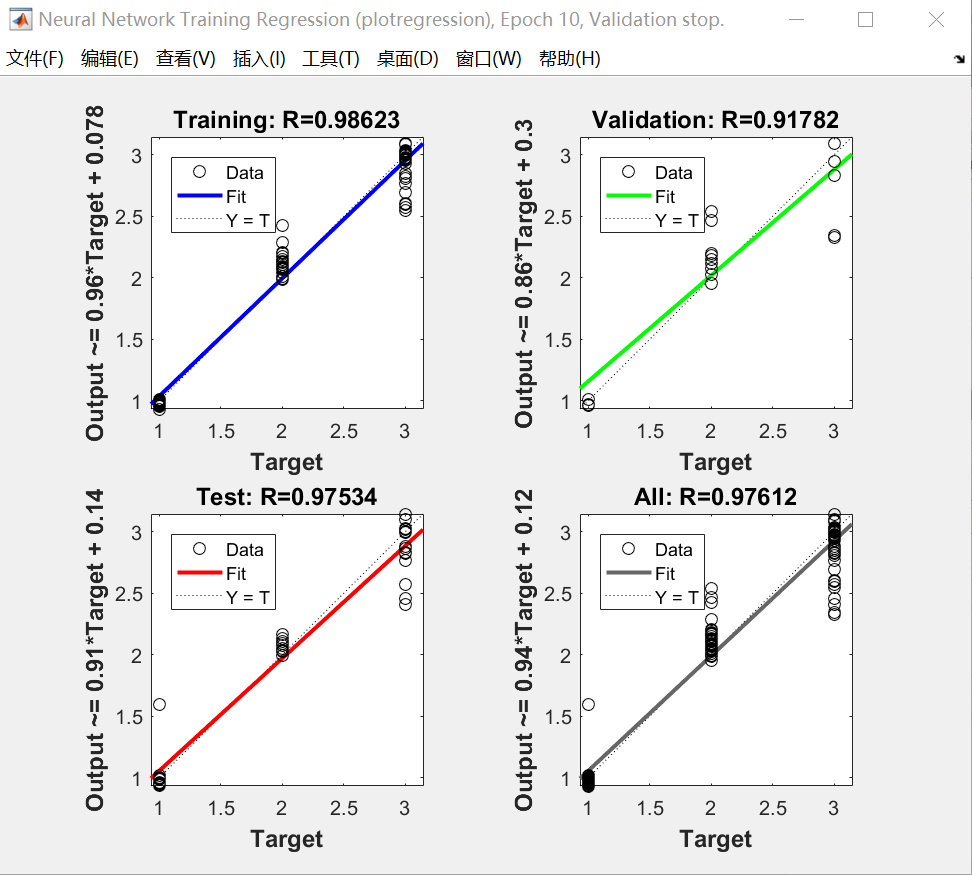 Neural Network Training Regression (plotregression), Epoch 10, Validation stop.
文件(F) 编辑(E) 查看(V) 插入(I) 工具(T) 桌面(D) 窗口(W) 帮助(H)
Training: R=0.98623
Output ~= 0.96*Target + 0.078
3
2.5
2
1.5
1
Data
Fit
Y = T
1 1.5 2 2.5 3
Target
Validation: R=0.91782
Output ~= 0.86*Target + 0.3
3
2.5
2
1.5
1
Data
Fit
Y = T
1 1.5 2 2.5 3
Target
Test: R=0.97534
Output ~= 0.91*Target + 0.14
3
2.5
2
1.5
1
Data
Fit
Y = T
1 1.5 2 2.5 3
Target
All: R=0.97612
Output ~= 0.94*Target + 0.12
3
2.5
2
1.5
1
Data
Fit
Y = T
1 1.5 2 2.5 3
Target